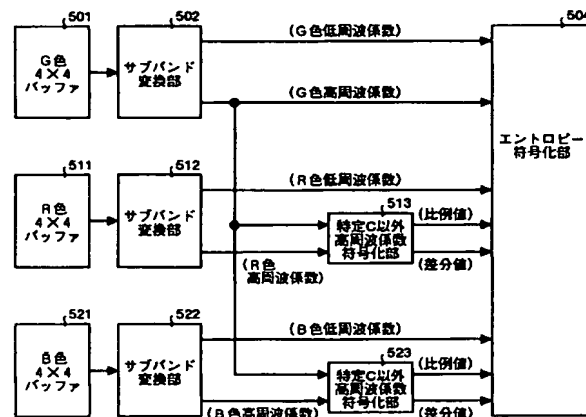 501
G色
4×4
バッファ
502
サブバンド
変換部
(G色低周波係数)
(G色高周波係数)
504
エントロピー
符号化部
511
R色
4×4
バッファ
512
サブバンド
変換部
(R色低周波係数)
(R色
高周波係数)
513
特定C以外
高周波係数
符号化部
(比例値)
(差分値)
521
B色
4×4
バッファ
522
サブバンド
変換部
(B色低周波係数)
(B色高周波係数)
523
特定C以外
高周波係数
符号化部
(比例値)
(差分値)